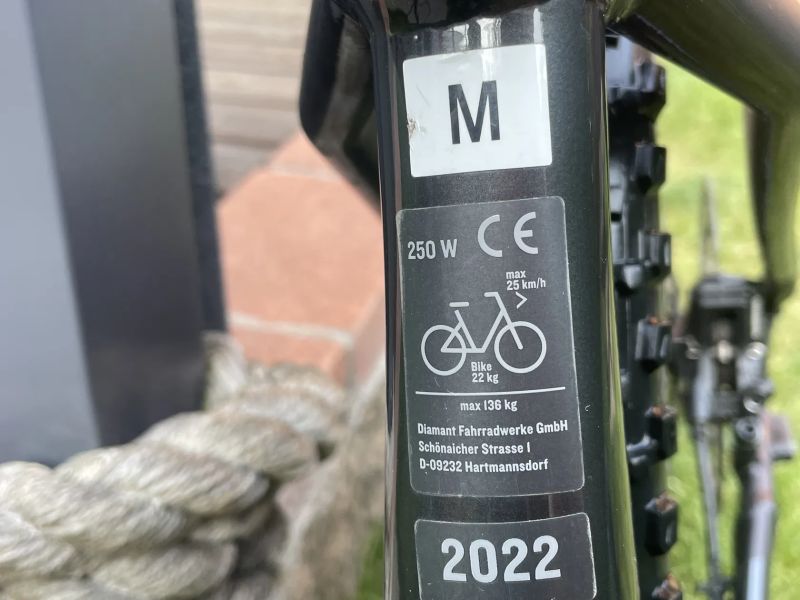 M
250 W CE
max
25 km/h
Bike
22 kg
max 136 kg
Diamant Fahrradwerke GmbH
Schönaicher Strasse 1
D-09232 Hartmannsdorf
2022